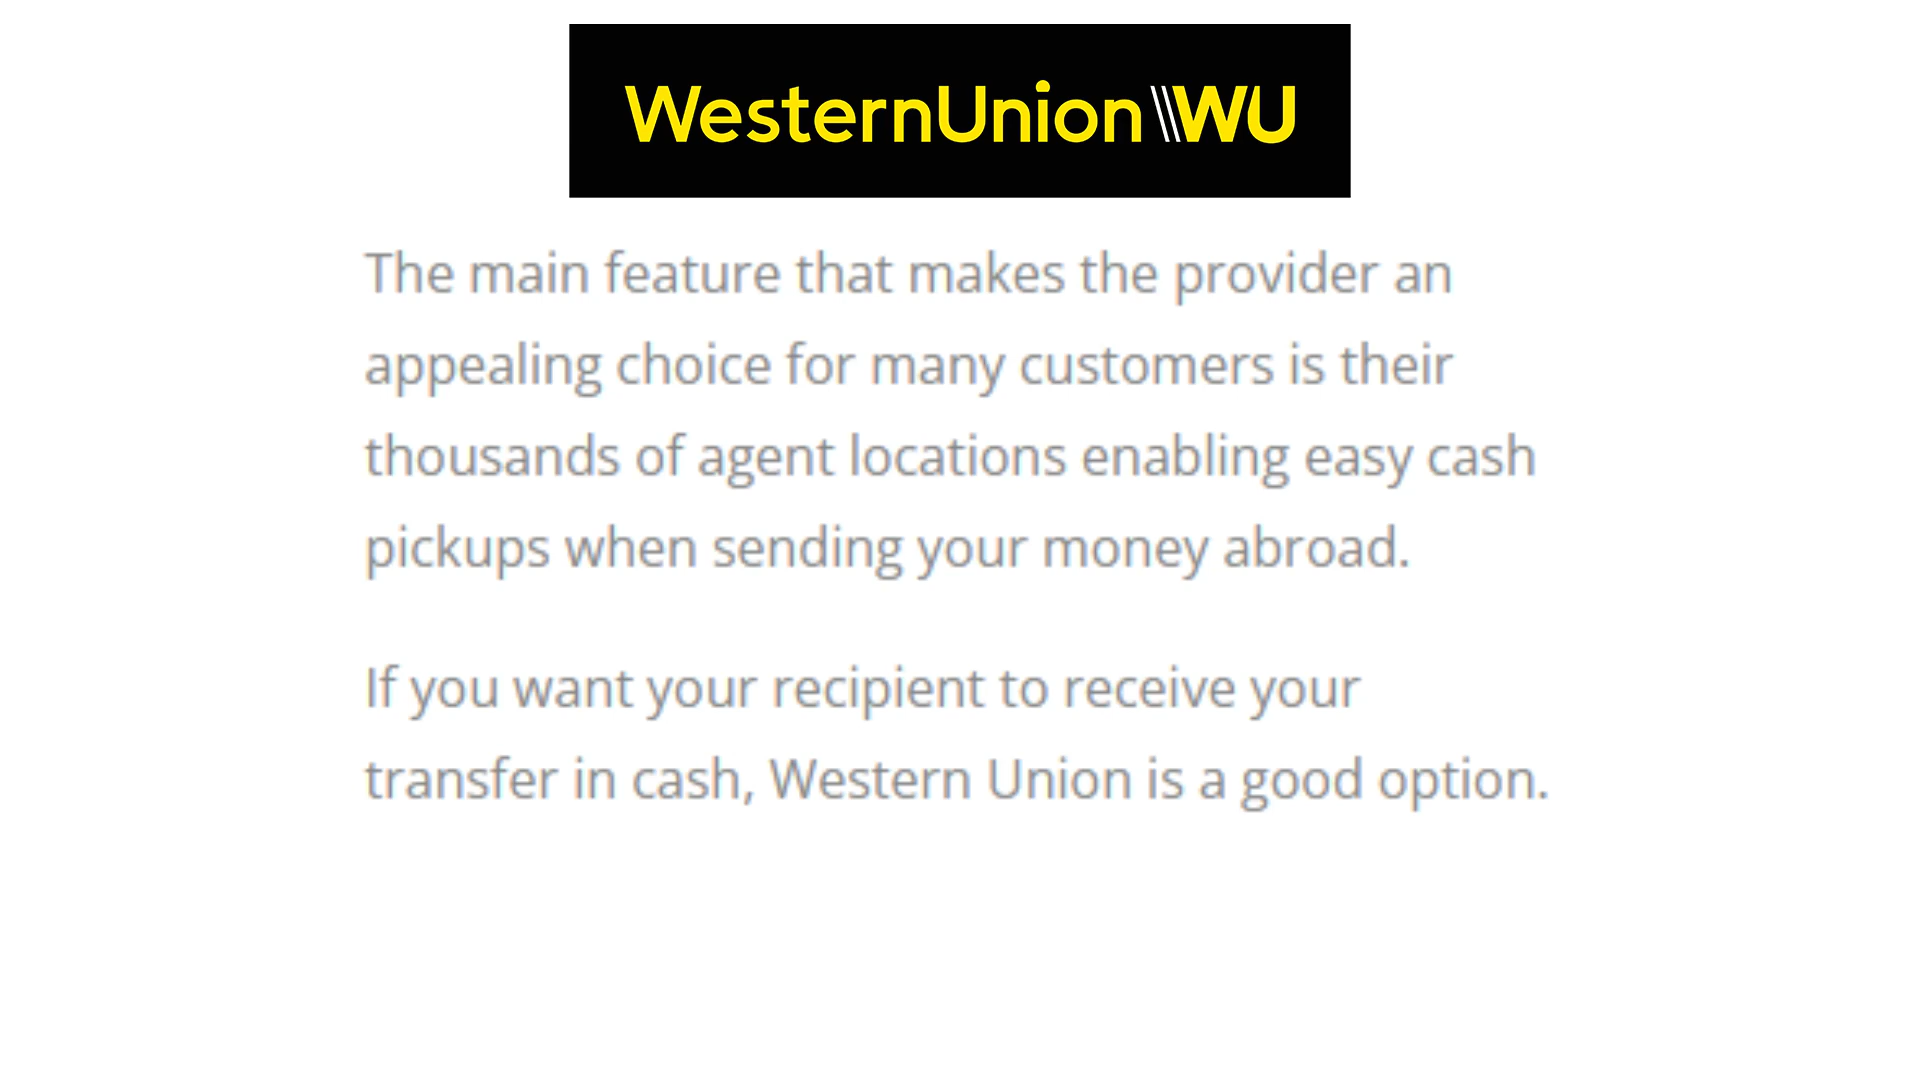 WesternUnion WU
The main feature that makes the provider an
appealing choice for many customers is their
thousands of agent locations enabling easy cash
pickups when sending your money abroad.
If you want your recipient to receive your
transfer in cash, Western Union is a good option.